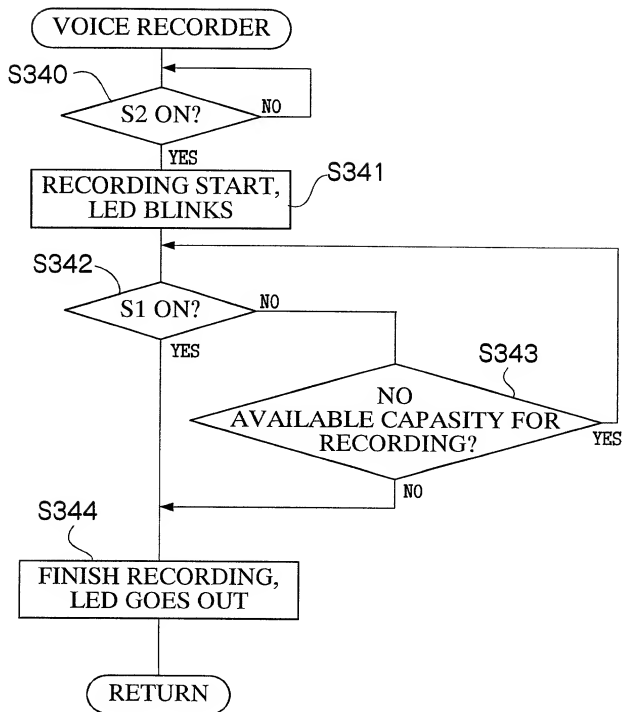 VOICE RECORDER
S340
S2 ON?
NO
YES
RECORDING START,
LED BLINKS
S341
S342
S1 ON?
NO
YES
S343
NO
AVAILABLE CAPASITY FOR
RECORDING?
YES
NO
S344
FINISH RECORDING,
LED GOES OUT
RETURN